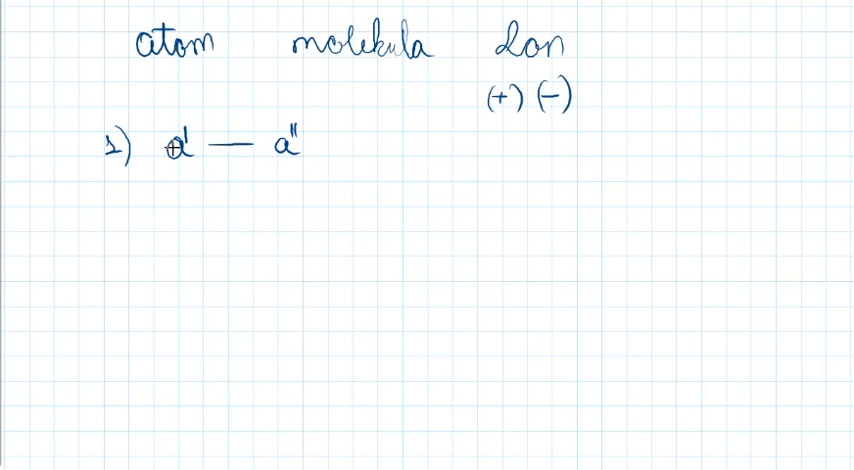 atom molekula Ion
(+) (-)
1) a' — a"